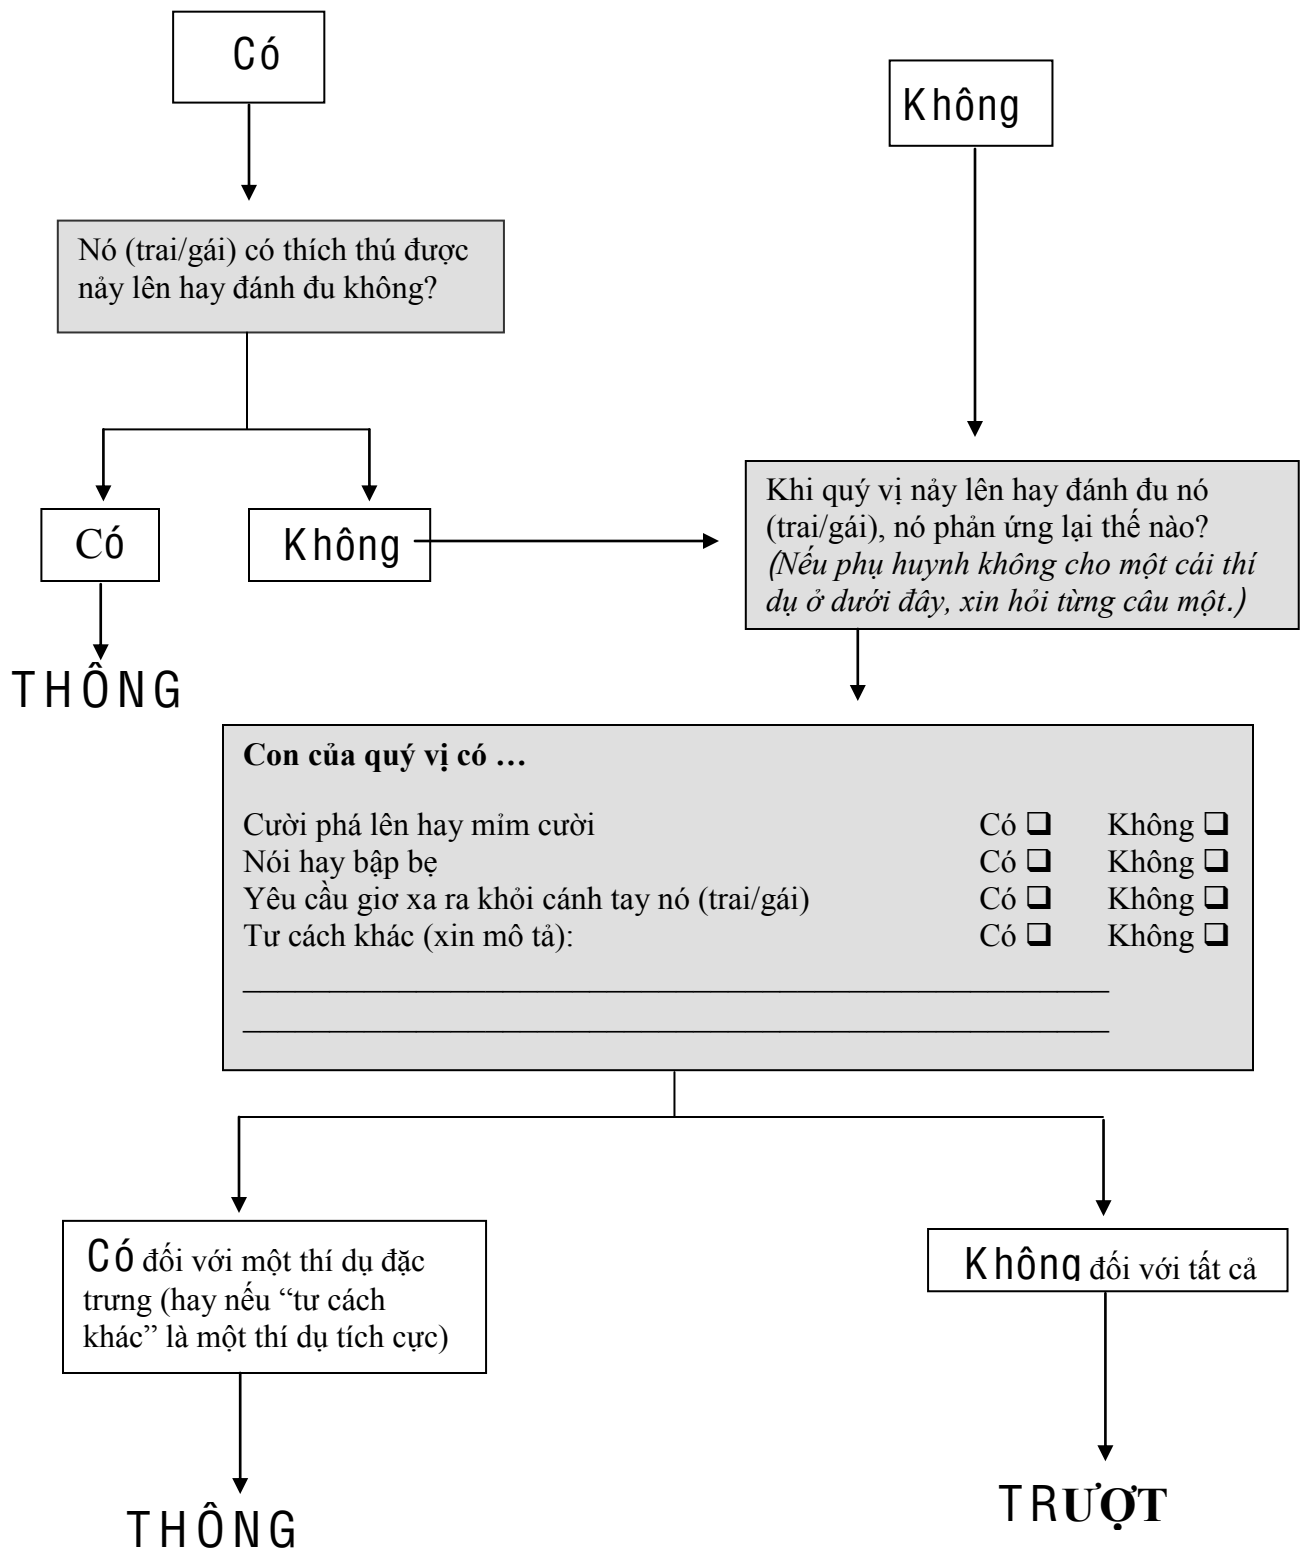 Có
Không
Nó (trai/gái) có thích thú được
nảy lên hay đánh đu không?
Có
Không
Khi quý vị nảy lên hay đánh đu nó
(trai/gái), nó phản ứng lại thế nào?
(Nếu phụ huynh không cho một cái thí
dụ ở dưới đây, xin hỏi từng câu một.)
THÔNG
Con của quý vị có …
Cười phá lên hay mỉm cười Có ❑ Không ❑
Nói hay bập bẹ Có ❑ Không ❑
Yêu cầu giơ xa ra khỏi cánh tay nó (trai/gái) Có ❑ Không ❑
Tư cách khác (xin mô tả): Có ❑ Không ❑
Có đối với một thí dụ đặc
trưng (hay nếu “tư cách
khác” là một thí dụ tích cực)
Không đối với tất cả
THÔNG
TRƯỢT